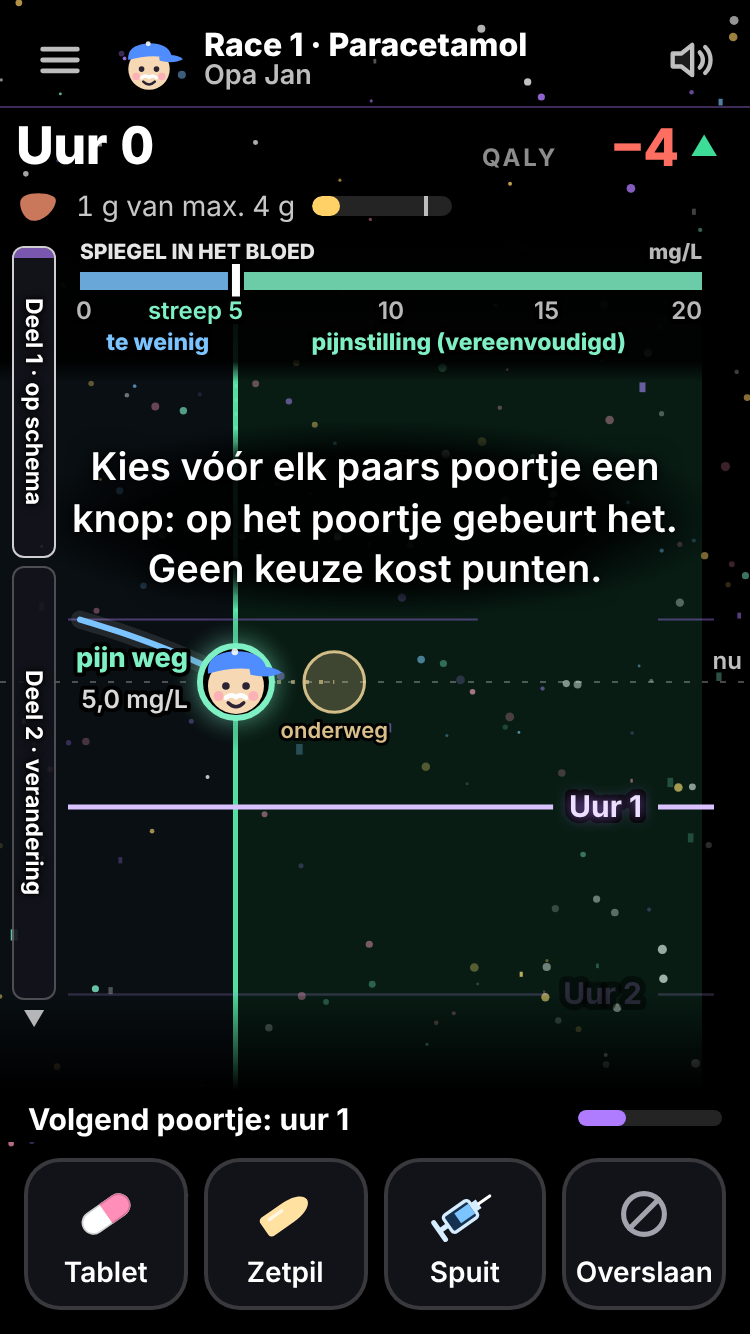 Race 1 · Paracetamol
Opa Jan
Uur 0
QALY
−4
1 g van max. 4 g
SPIEGEL IN HET BLOED
mg/L
0
streep 5
10
15
20
te weinig
pijnstilling (vereenvoudigd)
Deel 1 · op schema
Kies vóór elk paars poortje een
knop: op het poortje gebeurt het.
Geen keuze kost punten.
pijn weg
nu
5,0 mg/L
onderweg
Deel 2 · verandering
Uur 1
Uur 2
Volgend poortje: uur 1
Tablet
Zetpil
Spuit
Overslaan